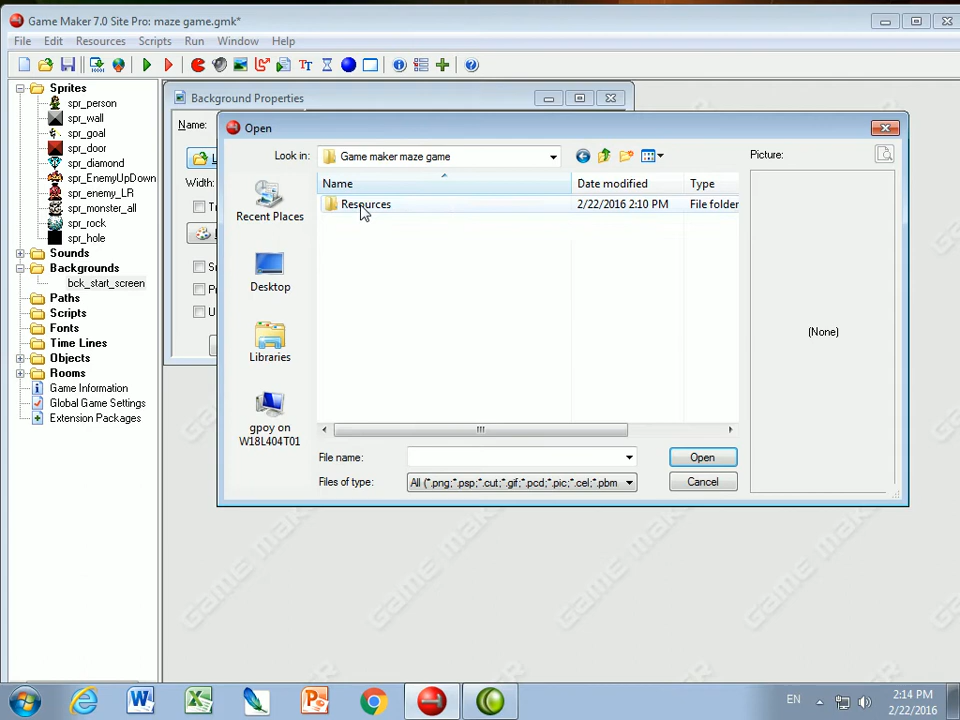 Game Maker 7.0 Site Pro: maze game.gmk*
File Edit Resources Scripts Run Window Help
Sprites
spr_person
spr_wall
spr_goal
spr_door
spr_diamond
spr_EnemyUpDown
spr_enemy_LR
spr_monster_all
spr_rock
spr_hole
Sounds
Backgrounds
bck_start_screen
Paths
Scripts
Fonts
Time Lines
Objects
Rooms
Game Information
Global Game Settings
Extension Packages
Background Properties
Name:
Width:
Open
Look in: Game maker maze game
Picture:
Name Date modified Type
Resources 2/22/2016 2:10 PM File folder
Recent Places
Desktop
Libraries
gpoy on
W18L404T01
(None)
File name: Open
Files of type: All (*.png;*.psp;*.cut;*.gif;*.pcd;*.pic;*.cel;*.pbm Cancel
GAME MAKER
EN
2:14 PM
2/22/2016